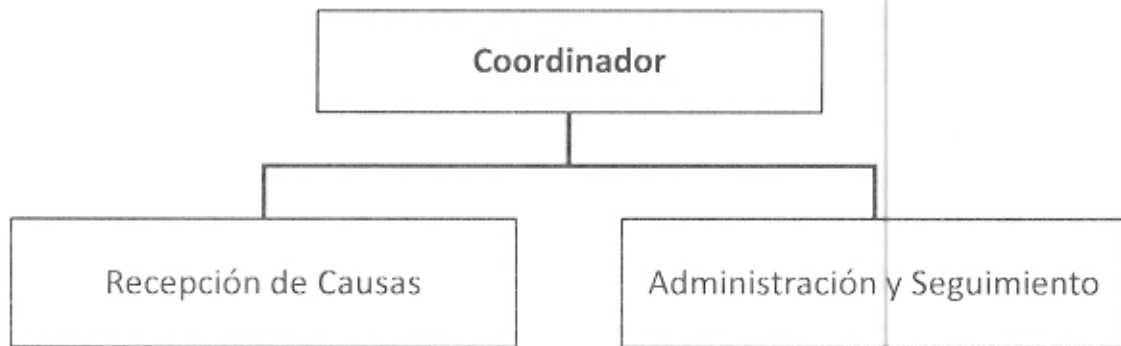 Coordinador
Recepción de Causas
Administración y Seguimiento